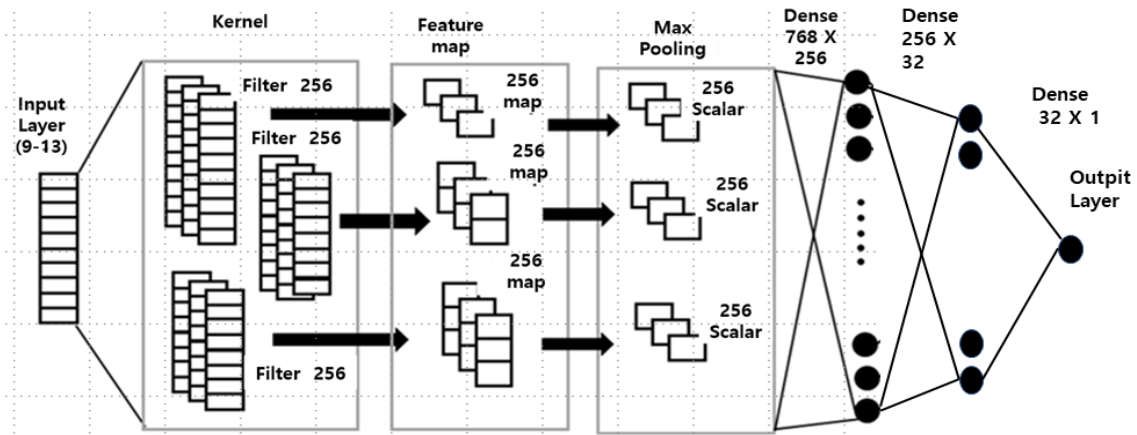 Kernel
Feature
map
Max
Pooling
Dense
768 X
256
Dense
256 X
32
Dense
32 X 1
Input
Layer
(9-13)
Filter 256
256
map
256
Scalar
Filter 256
256
map
256
Scalar
Outpit
Layer
256
map
256
Scalar
Filter 256